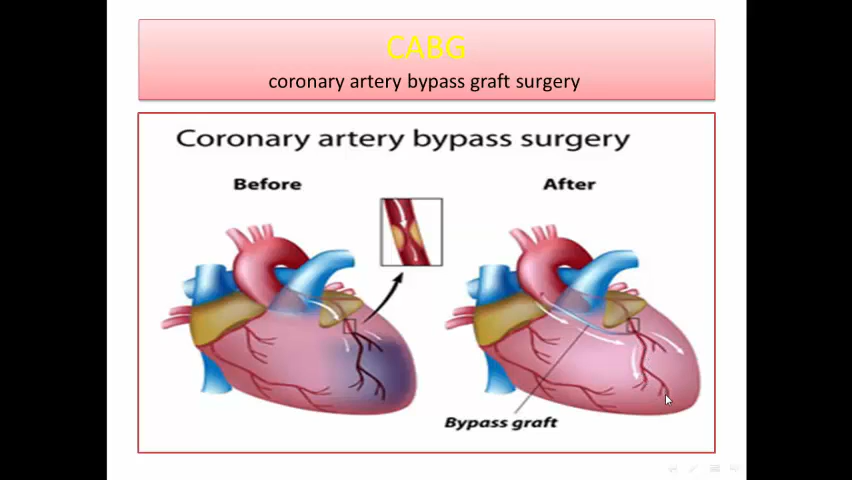 CABG
coronary artery bypass graft surgery
Coronary artery bypass surgery
Before
After
Bypass graft